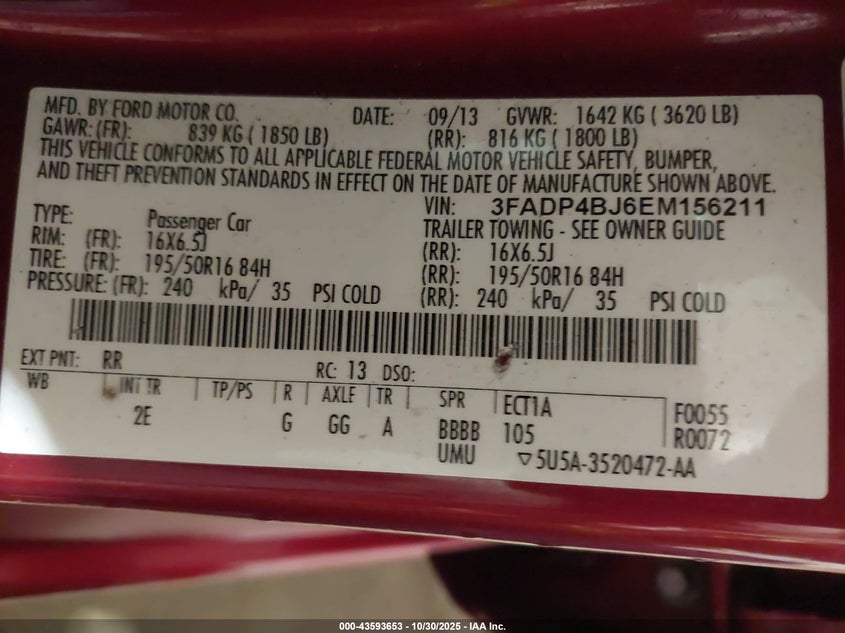 MFD. BY FORD MOTOR CO. DATE: 09/13 GVWR: 1642 KG ( 3620 LB)
GAWR: (FR): 839 KG ( 1850 LB) (RR): 816 KG ( 1800 LB)
THIS VEHICLE CONFORMS TO ALL APPLICABLE FEDERAL MOTOR VEHICLE SAFETY, BUMPER,
AND THEFT PREVENTION STANDARDS IN EFFECT ON THE DATE OF MANUFACTURE SHOWN ABOVE.
VIN: 3FADP4BJ6EM156211
TYPE: Passenger Car TRAILER TOWING - SEE OWNER GUIDE
RIM: (FR): 16X6.5J (RR): 16X6.5J
TIRE: (FR): 195/50R16 84H (RR): 195/50R16 84H
PRESSURE: (FR): 240 kPa/ 35 PSI COLD (RR): 240 kPa/ 35 PSI COLD
EXT PNT: RR RC: 13 DSO:
WB INT TR TP/PS R AXLE TR SPR ECT1A F0055
2E G GG A BBBB 105 R0072
UMU ▽5U5A-3520472-AA
000-43593653 - 10/30/2025 - IAA Inc.